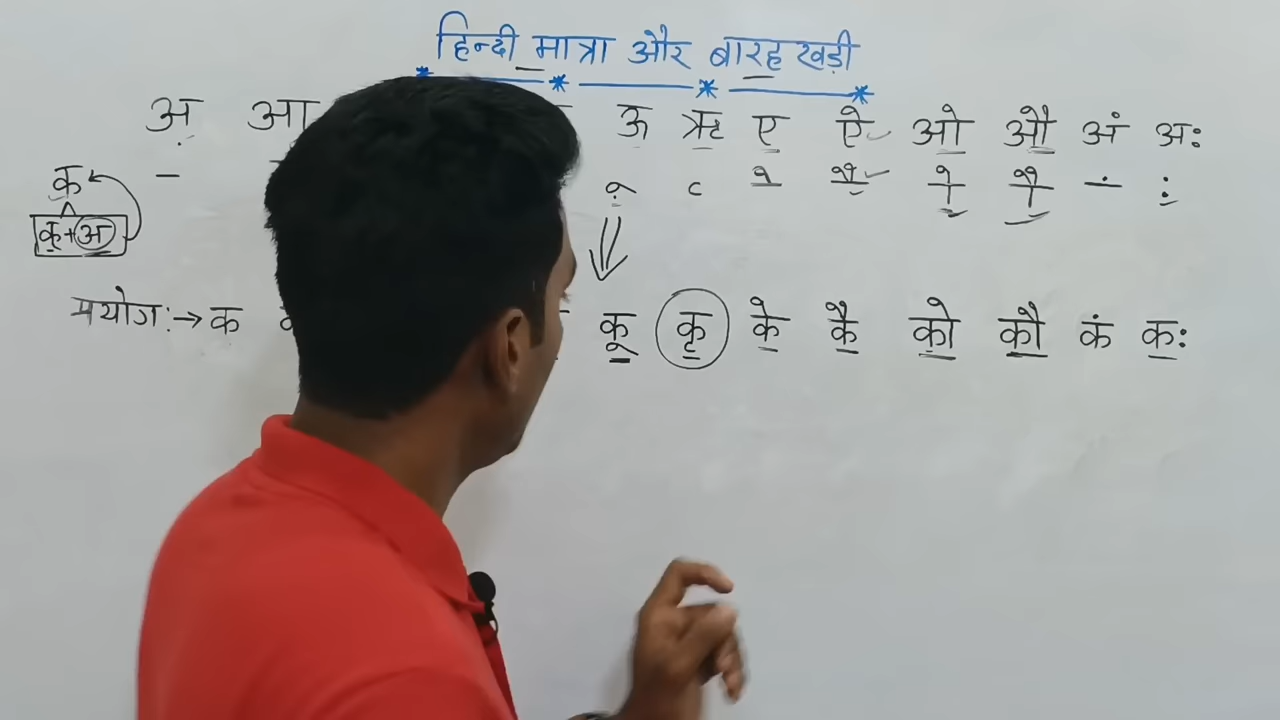 हिन्दी मात्रा और बारह खड़ी
अ आ ऊ ऋ ए ऐ ओ औ अं अः
क - ू ृ े ै ो ौ ं ः
क्+अ
प्रयोगः→ क कू कृ के कै को कौ कं कः